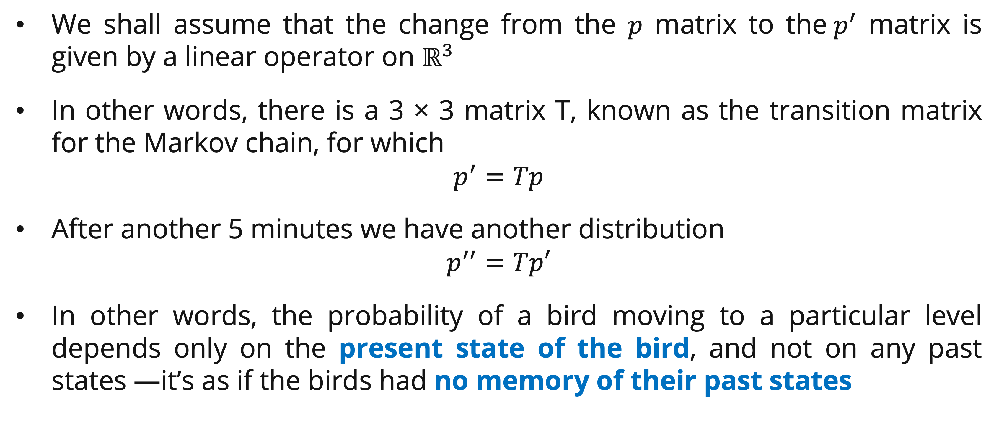 • We shall assume that the change from the p matrix to the p′ matrix is
given by a linear operator on ℝ³
• In other words, there is a 3 × 3 matrix T, known as the transition matrix
for the Markov chain, for which
p′ = Tp
• After another 5 minutes we have another distribution
p′′ = Tp′
• In other words, the probability of a bird moving to a particular level
depends only on the present state of the bird, and not on any past
states —it’s as if the birds had no memory of their past states